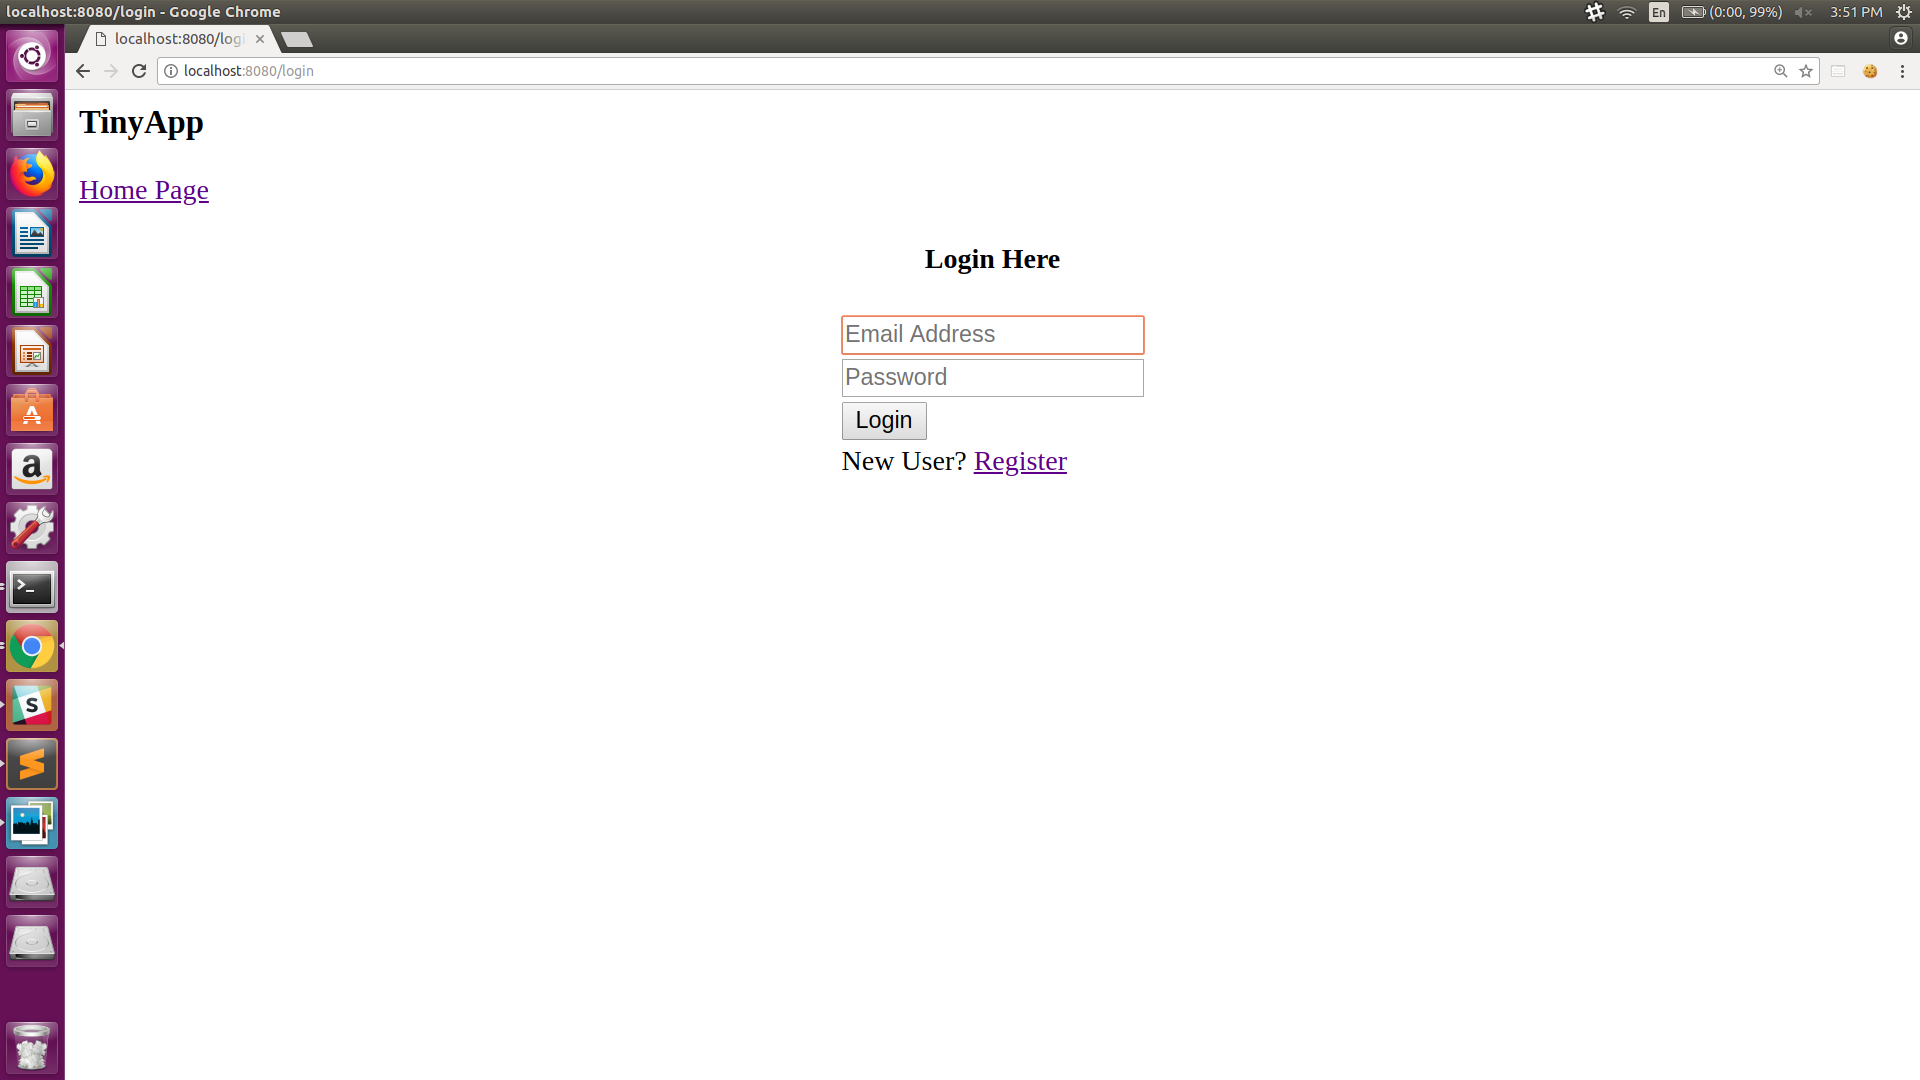 localhost:8080/login - Google Chrome
En
(0:00, 99%)
3:51 PM
localhost:8080/logi
localhost:8080/login
TinyApp
Home Page
Login Here
Email Address
Password
Login
New User? Register